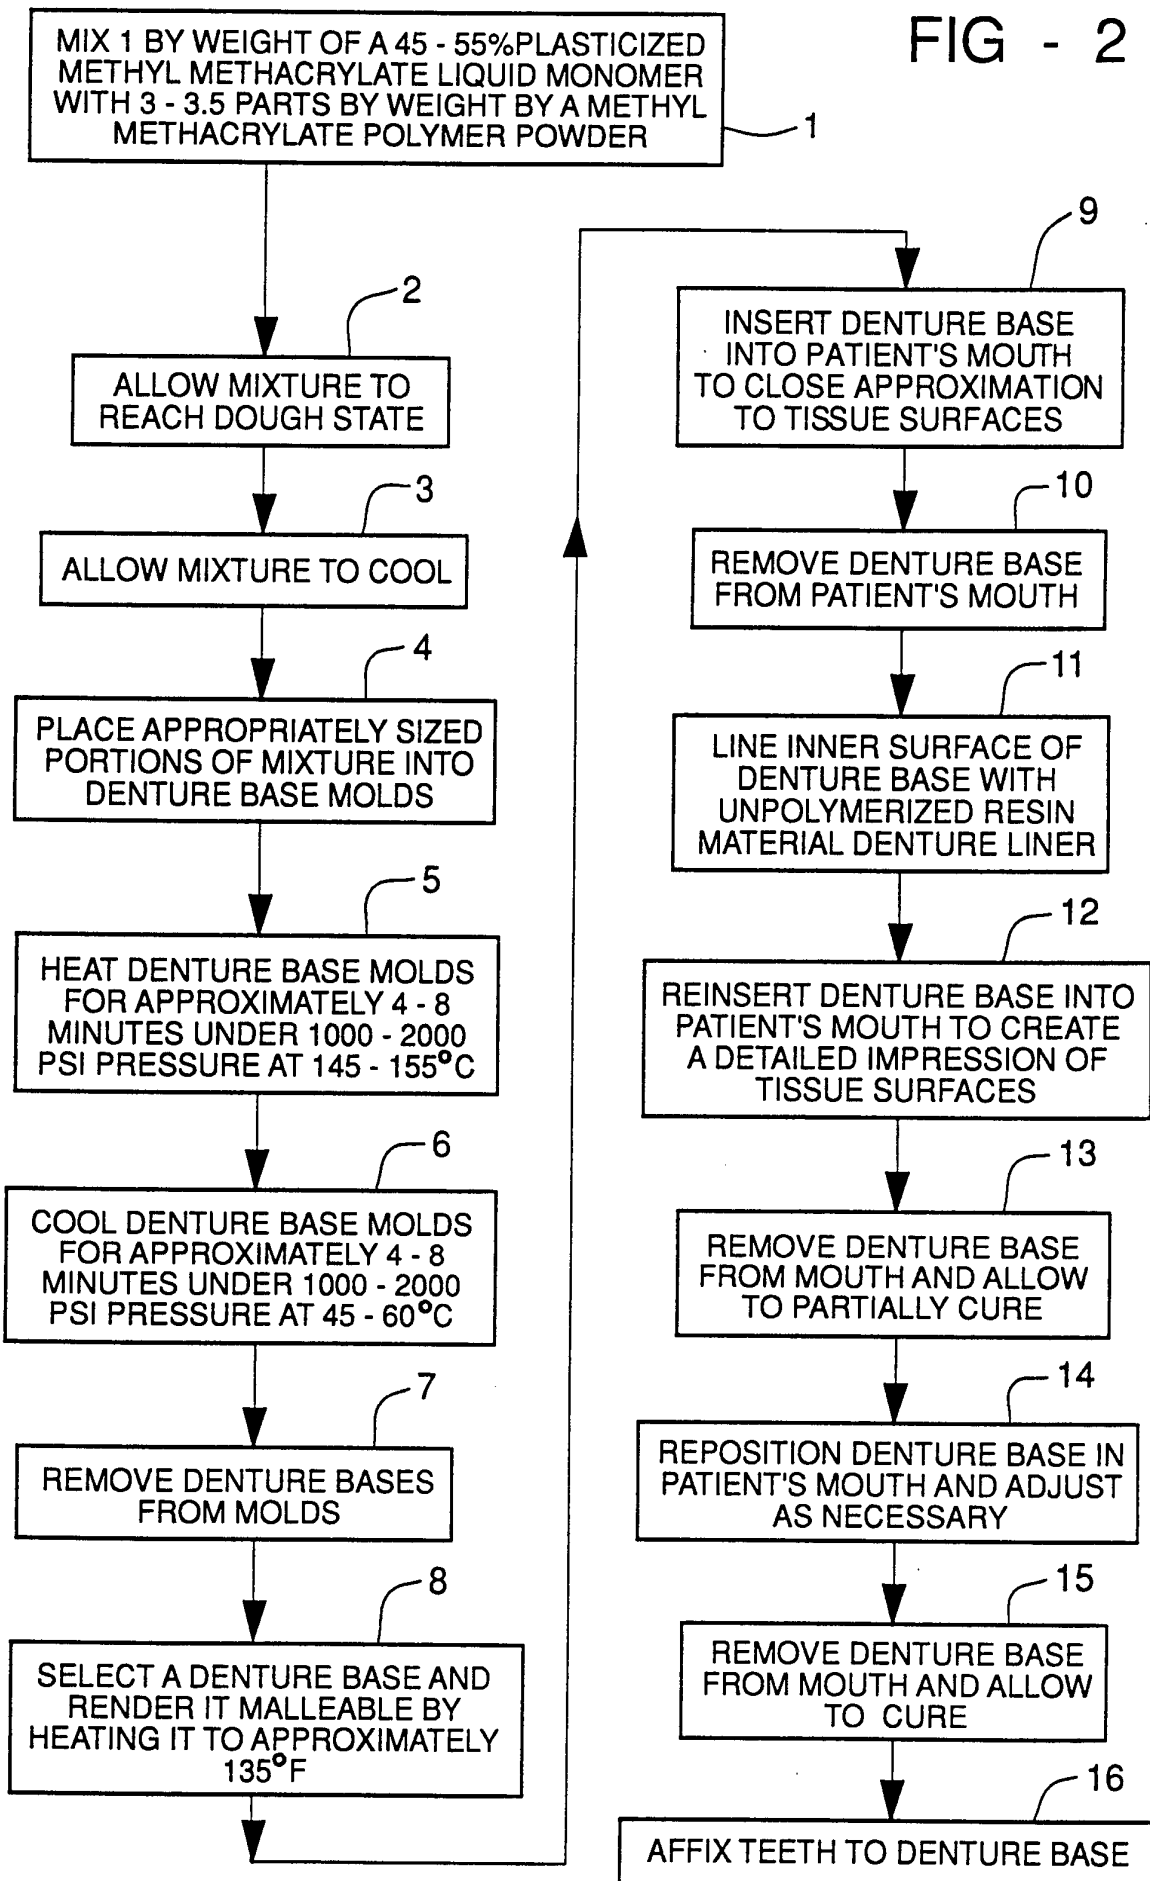 FIG - 2
MIX 1 BY WEIGHT OF A 45 - 55%PLASTICIZED
METHYL METHACRYLATE LIQUID MONOMER
WITH 3 - 3.5 PARTS BY WEIGHT BY A METHYL
METHACRYLATE POLYMER POWDER
1
2
ALLOW MIXTURE TO
REACH DOUGH STATE
3
ALLOW MIXTURE TO COOL
4
PLACE APPROPRIATELY SIZED
PORTIONS OF MIXTURE INTO
DENTURE BASE MOLDS
5
HEAT DENTURE BASE MOLDS
FOR APPROXIMATELY 4 - 8
MINUTES UNDER 1000 - 2000
PSI PRESSURE AT 145 - 155°C
6
COOL DENTURE BASE MOLDS
FOR APPROXIMATELY 4 - 8
MINUTES UNDER 1000 - 2000
PSI PRESSURE AT 45 - 60°C
7
REMOVE DENTURE BASES
FROM MOLDS
8
SELECT A DENTURE BASE AND
RENDER IT MALLEABLE BY
HEATING IT TO APPROXIMATELY
135°F
9
INSERT DENTURE BASE
INTO PATIENT'S MOUTH
TO CLOSE APPROXIMATION
TO TISSUE SURFACES
10
REMOVE DENTURE BASE
FROM PATIENT'S MOUTH
11
LINE INNER SURFACE OF
DENTURE BASE WITH
UNPOLYMERIZED RESIN
MATERIAL DENTURE LINER
12
REINSERT DENTURE BASE INTO
PATIENT'S MOUTH TO CREATE
A DETAILED IMPRESSION OF
TISSUE SURFACES
13
REMOVE DENTURE BASE
FROM MOUTH AND ALLOW
TO PARTIALLY CURE
14
REPOSITION DENTURE BASE IN
PATIENT'S MOUTH AND ADJUST
AS NECESSARY
15
REMOVE DENTURE BASE
FROM MOUTH AND ALLOW
TO CURE
16
AFFIX TEETH TO DENTURE BASE